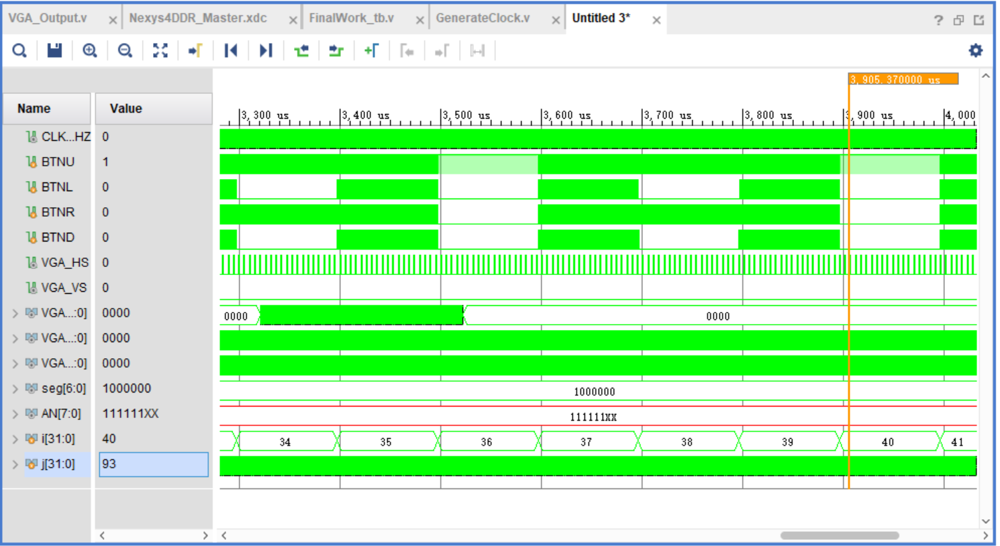 VGA_Output.v × Nexys4DDR_Master.xdc × FinalWork_tb.v × GenerateClock.v × Untitled 3* ×
3,905.370000 us
Name Value
3,300 us 3,400 us 3,500 us 3,600 us 3,700 us 3,800 us 3,900 us 4,000
CLK...HZ 0
BTNU 1
BTNL 0
BTNR 0
BTND 0
VGA_HS 0
VGA_VS 0
VGA...:0] 0000 0000 0000
VGA...:0] 0000
VGA...:0] 0000
seg[6:0] 1000000 1000000
AN[7:0] 111111XX 111111XX
i[31:0] 40 34 35 36 37 38 39 40 41
j[31:0] 93